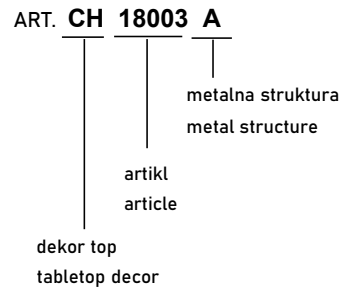 ART. CH 18003 A
metalna struktura
metal structure
artikl
article
dekor top
tabletop decor